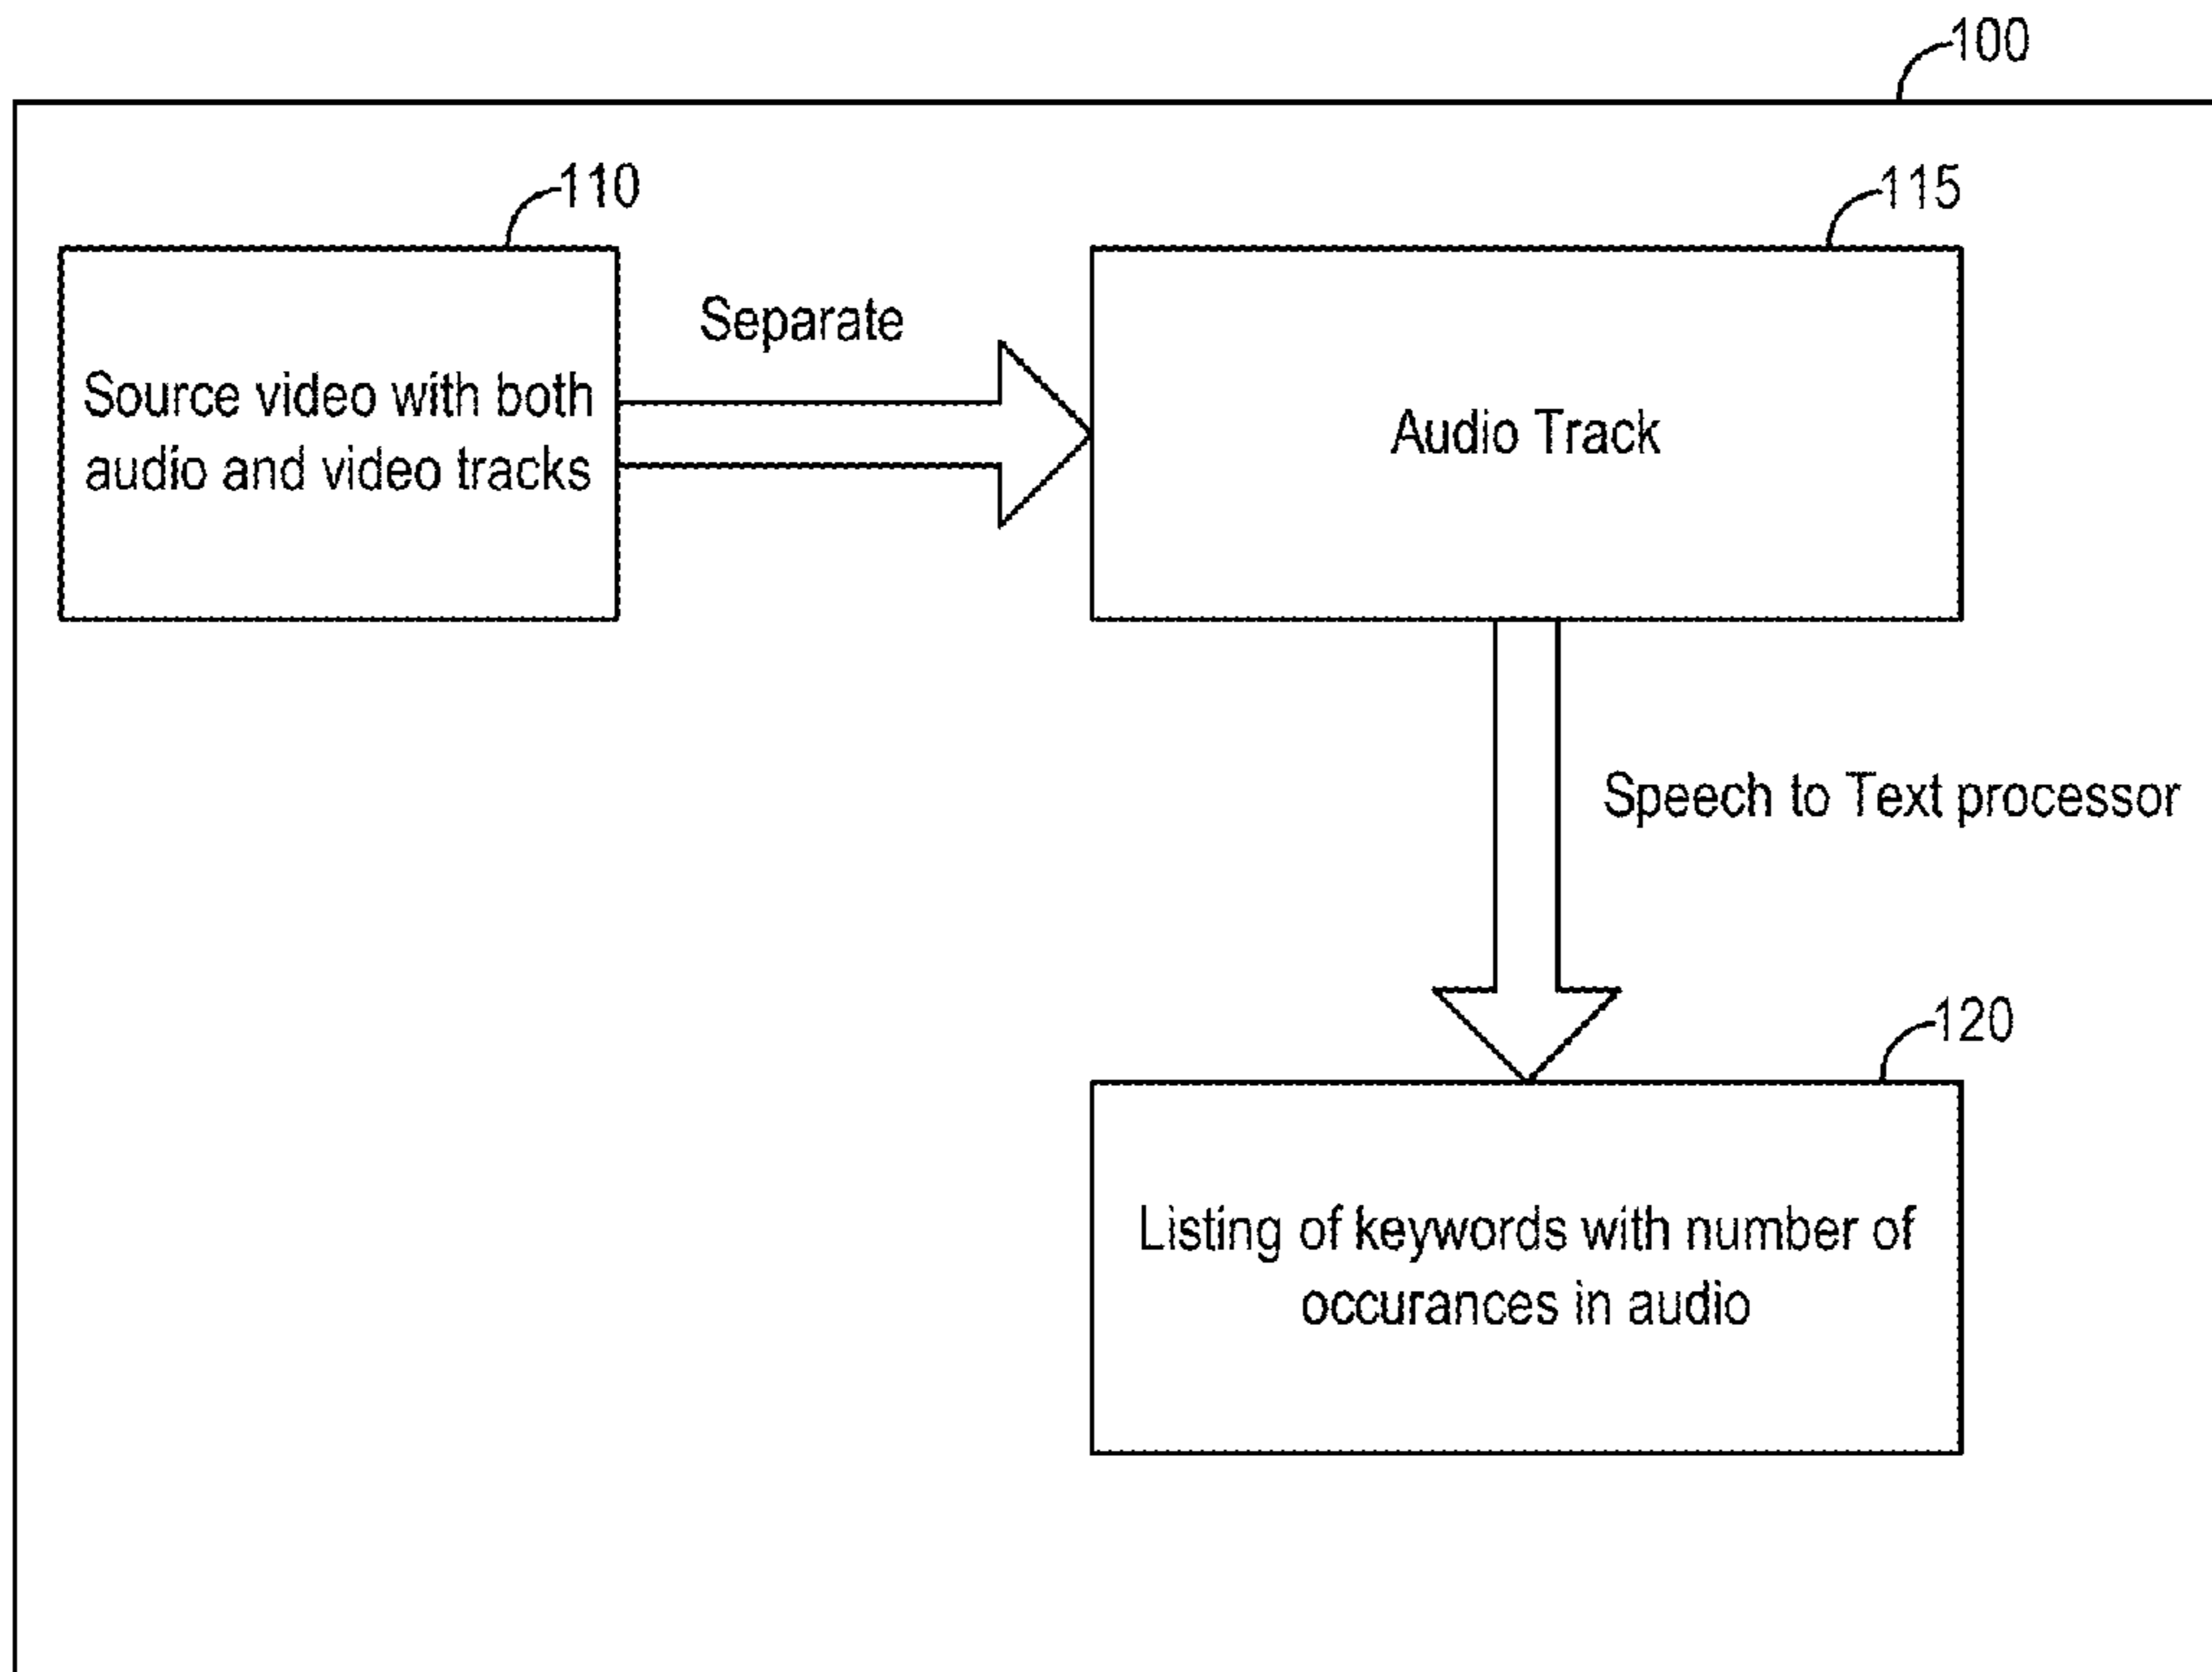 100
110
115
Separate
Source video with both
audio and video tracks
Audio Track
Speech to Text processor
120
Listing of keywords with number of
occurances in audio